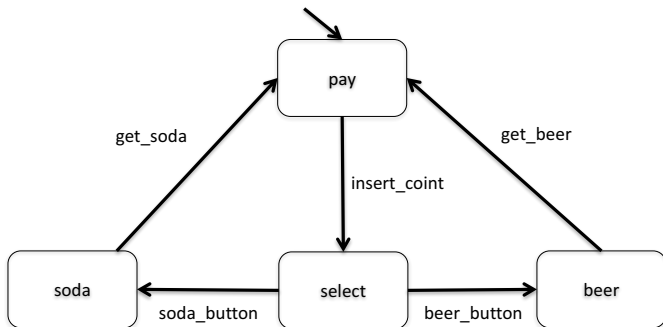 pay
get_soda
get_beer
insert_coint
soda
select
beer
soda_button
beer_button